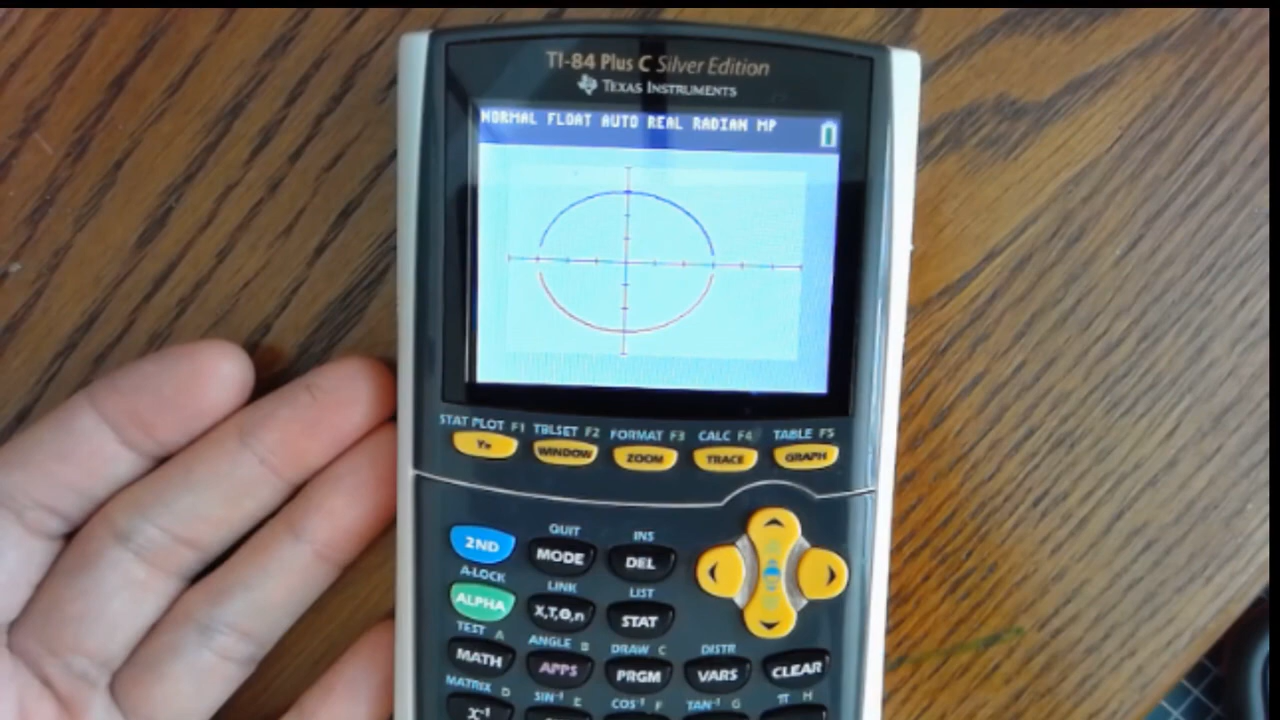 TI-84 Plus C Silver Edition
TEXAS INSTRUMENTS
NORMAL FLOAT AUTO REAL RADIAN MP
STAT PLOT F1 TBLSET F2 FORMAT F3 CALC F4 TABLE F5
Y= WINDOW ZOOM TRACE GRAPH
QUIT INS
2ND MODE DEL
A-LOCK LINK LIST
ALPHA X,T,Θ,n STAT
TEST A ANGLE B DRAW C DISTR
MATH APPS PRGM VARS CLEAR
MATRIX D SIN⁻¹ E COS⁻¹ F TAN⁻¹ G π H
X⁻¹